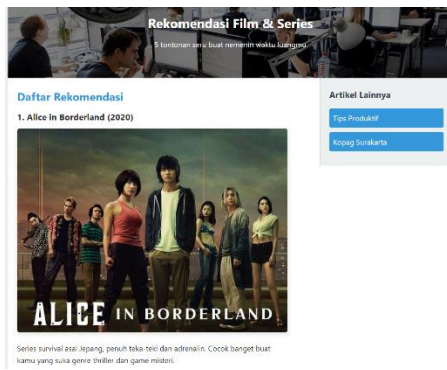 Rekomendasi Film & Series
5 tontonan seru buat nemenin waktu luangmu
Daftar Rekomendasi
1. Alice in Borderland (2020)
ALICE IN BORDERLAND
Series survival asal Jepang, penuh teka-teki dan adrenalin. Cocok banget buat
kamu yang suka genre thriller dan game misteri.
Artikel Lainnya
Tips Produktif
Kopag Surakarta